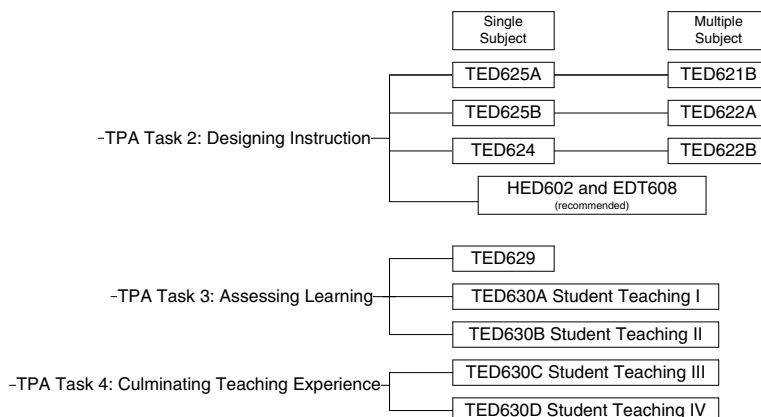 Single
Subject
Multiple
Subject
TED625A
TED621B
TED625B
TED622A
-TPA Task 2: Designing Instruction
TED624
TED622B
HED602 and EDT608
(recommended)
TED629
-TPA Task 3: Assessing Learning
TED630A Student Teaching I
TED630B Student Teaching II
TED630C Student Teaching III
-TPA Task 4: Culminating Teaching Experience
TED630D Student Teaching IV